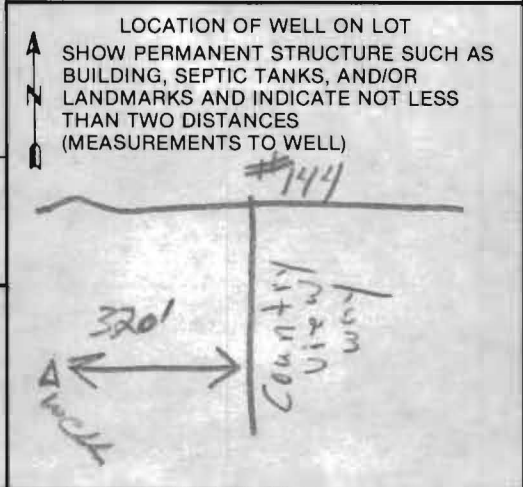 LOCATION OF WELL ON LOT
SHOW PERMANENT STRUCTURE SUCH AS
BUILDING, SEPTIC TANKS, AND/OR
LANDMARKS AND INDICATE NOT LESS
THAN TWO DISTANCES
(MEASUREMENTS TO WELL)
N
#144
320'
Country
View
Way
Well